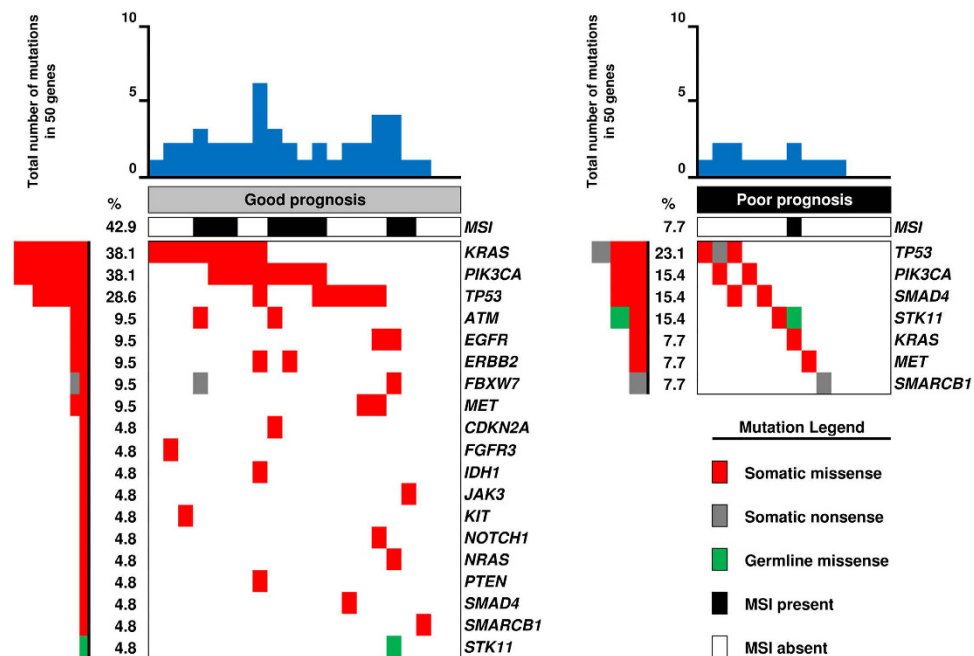 Total number of mutations
in 50 genes
10
5
0
Good prognosis
%
42.9 MSI
38.1 KRAS
38.1 PIK3CA
28.6 TP53
9.5 ATM
9.5 EGFR
9.5 ERBB2
9.5 FBXW7
9.5 MET
4.8 CDKN2A
4.8 FGFR3
4.8 IDH1
4.8 JAK3
4.8 KIT
4.8 NOTCH1
4.8 NRAS
4.8 PTEN
4.8 SMAD4
4.8 SMARCB1
4.8 STK11
Total number of mutations
in 50 genes
10
5
0
Poor prognosis
%
7.7 MSI
23.1 TP53
15.4 PIK3CA
15.4 SMAD4
15.4 STK11
7.7 KRAS
7.7 MET
7.7 SMARCB1
Mutation Legend
Somatic missense
Somatic nonsense
Germline missense
MSI present
MSI absent